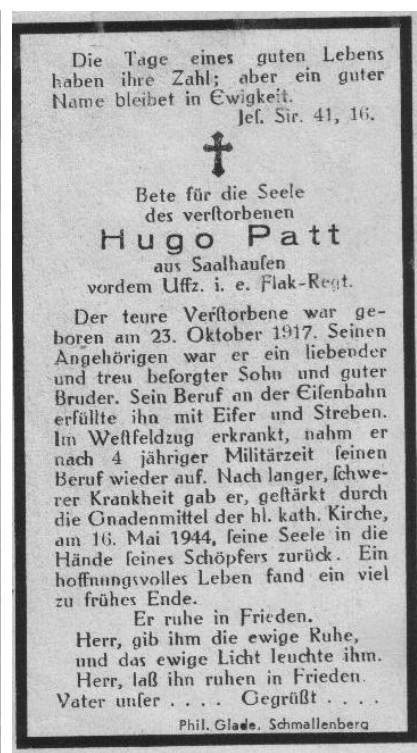 Die Tage eines guten Lebens
haben ihre Zahl; aber ein guter
Name bleibet in Ewigkeit.
Jeſ. Sir. 41, 16.
Bete für die Seele
des verſtorbenen
Hugo Patt
aus Saalhauſen
vordem Uffz. i. e. Flak-Regt.
Der teure Verſtorbene war ge-
boren am 23. Oktober 1917. Seinen
Angehörigen war er ein liebender
und treu beſorgter Sohn und guter
Bruder. Sein Beruf an der Eiſenbahn
erfüllte ihn mit Eifer und Streben.
Im Weſtfeldzug erkrankt, nahm er
nach 4 jähriger Militärzeit ſeinen
Beruf wieder auf. Nach langer, ſchwe-
rer Krankheit gab er, geſtärkt durch
die Gnadenmittel der hl. kath. Kirche,
am 16. Mai 1944, ſeine Seele in die
Hände ſeines Schöpfers zurück. Ein
hoffnungsvolles Leben fand ein viel
zu frühes Ende.
Er ruhe in Frieden.
Herr, gib ihm die ewige Ruhe,
und das ewige Licht leuchte ihm.
Herr, laß ihn ruhen in Frieden.
Vater unſer . . . . Gegrüßt . . . .
Phil. Glade, Schmallenberg